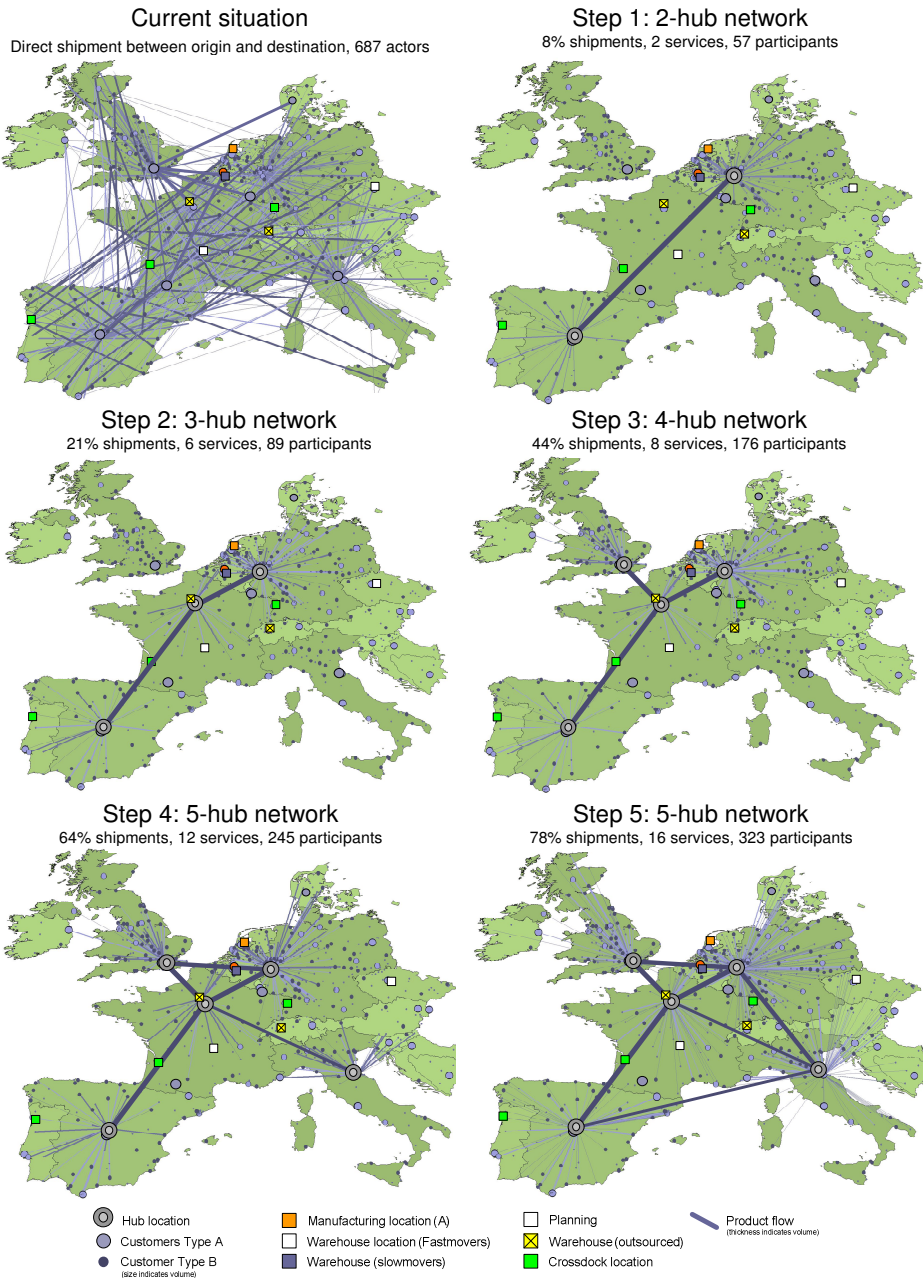 Current situation
Direct shipment between origin and destination, 687 actors
Step 1: 2-hub network
8% shipments, 2 services, 57 participants
Step 2: 3-hub network
21% shipments, 6 services, 89 participants
Step 3: 4-hub network
44% shipments, 8 services, 176 participants
Step 4: 5-hub network
64% shipments, 12 services, 245 participants
Step 5: 5-hub network
78% shipments, 16 services, 323 participants
Hub location
Customers Type A
Customer Type B
(size indicates volume)
Manufacturing location (A)
Warehouse location (Fastmovers)
Warehouse (slowmovers)
Planning
Warehouse (outsourced)
Crossdock location
Product flow
(thickness indicates volume)